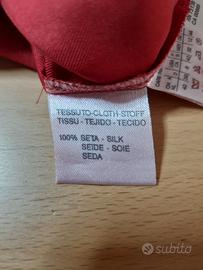 TESSUTO-CLOTH-STOFF
TISSU-TEJIDO-TECIDO
100% SETA - SILK
SEIDE - SOIE
SEDA
subito